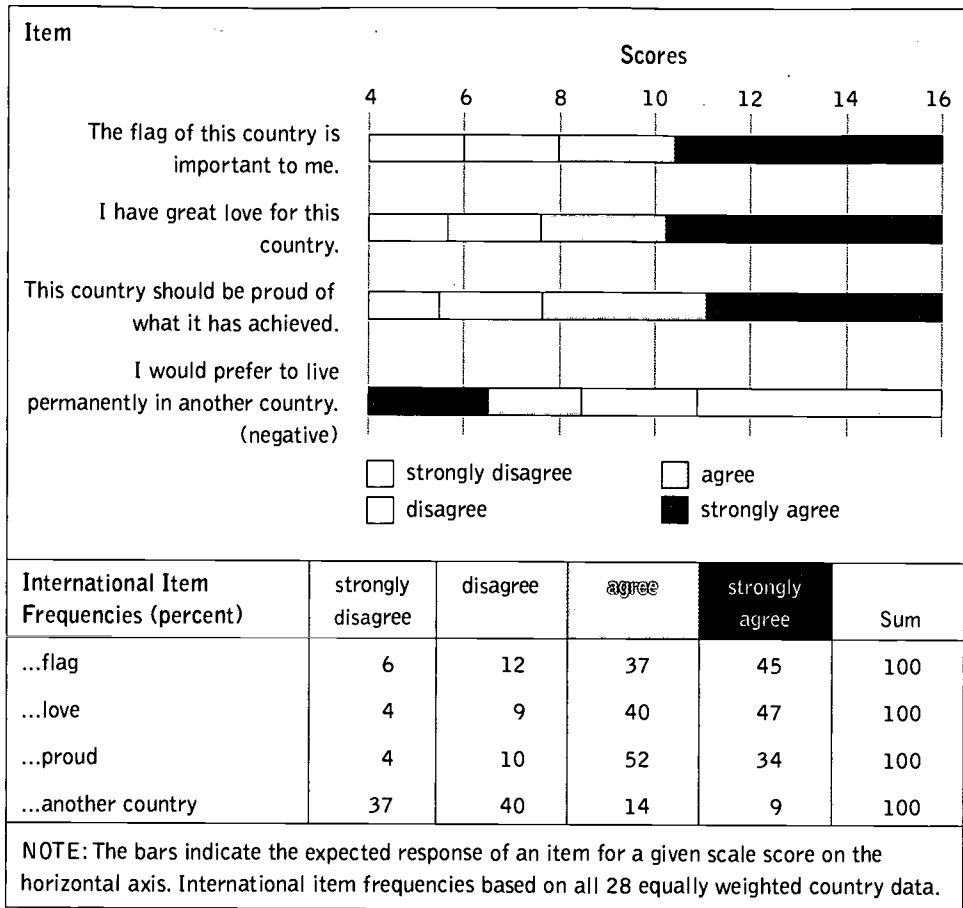 Item
Scores
4 6 8 10 12 14 16
The flag of this country is
important to me.
I have great love for this
country.
This country should be proud of
what it has achieved.
I would prefer to live
permanently in another country.
(negative)
strongly disagree agree
disagree strongly agree
International Item
Frequencies (percent)
strongly
disagree
disagree
agree
strongly
agree
Sum
...flag 6 12 37 45 100
...love 4 9 40 47 100
...proud 4 10 52 34 100
...another country 37 40 14 9 100
NOTE: The bars indicate the expected response of an item for a given scale score on the
horizontal axis. International item frequencies based on all 28 equally weighted country data.